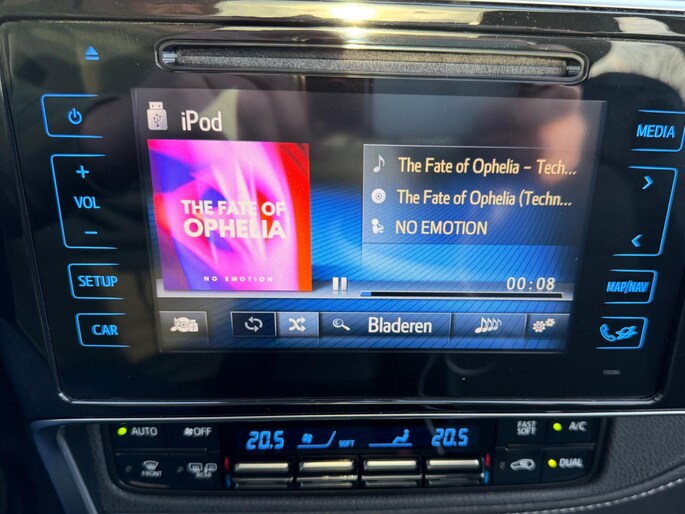 iPod
MEDIA
VOL
SETUP
CAR
THE FATE OF
OPHELIA
NO EMOTION
The Fate of Ophelia – Tech...
The Fate of Ophelia (Techn...
NO EMOTION
00:08
MAP/NAV
Bladeren
AUTO
OFF
20.5
SOFT
20.5
FAST
SOFT
A/C
FRONT
REAR
DUAL